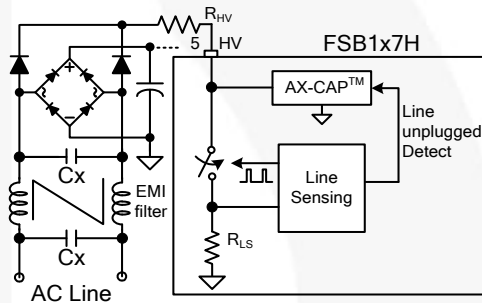 R_HV
5 HV
FSB1x7H
AX-CAP™
Line
unplugged
Detect
Cx
EMI
filter
Line
Sensing
Cx
R_LS
AC Line
+
−